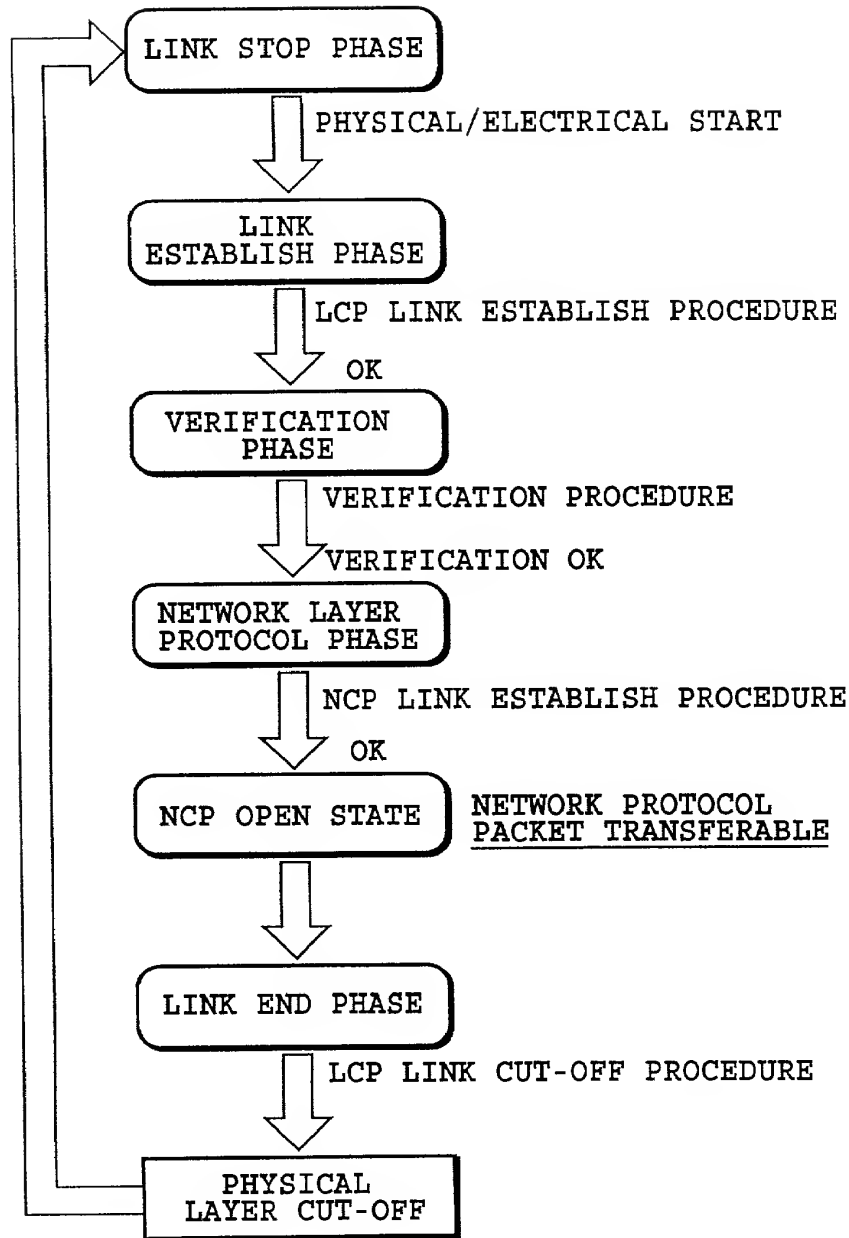 LINK STOP PHASE
PHYSICAL/ELECTRICAL START
LINK
ESTABLISH PHASE
LCP LINK ESTABLISH PROCEDURE
OK
VERIFICATION
PHASE
VERIFICATION PROCEDURE
VERIFICATION OK
NETWORK LAYER
PROTOCOL PHASE
NCP LINK ESTABLISH PROCEDURE
OK
NCP OPEN STATE
NETWORK PROTOCOL
PACKET TRANSFERABLE
LINK END PHASE
LCP LINK CUT-OFF PROCEDURE
PHYSICAL
LAYER CUT-OFF